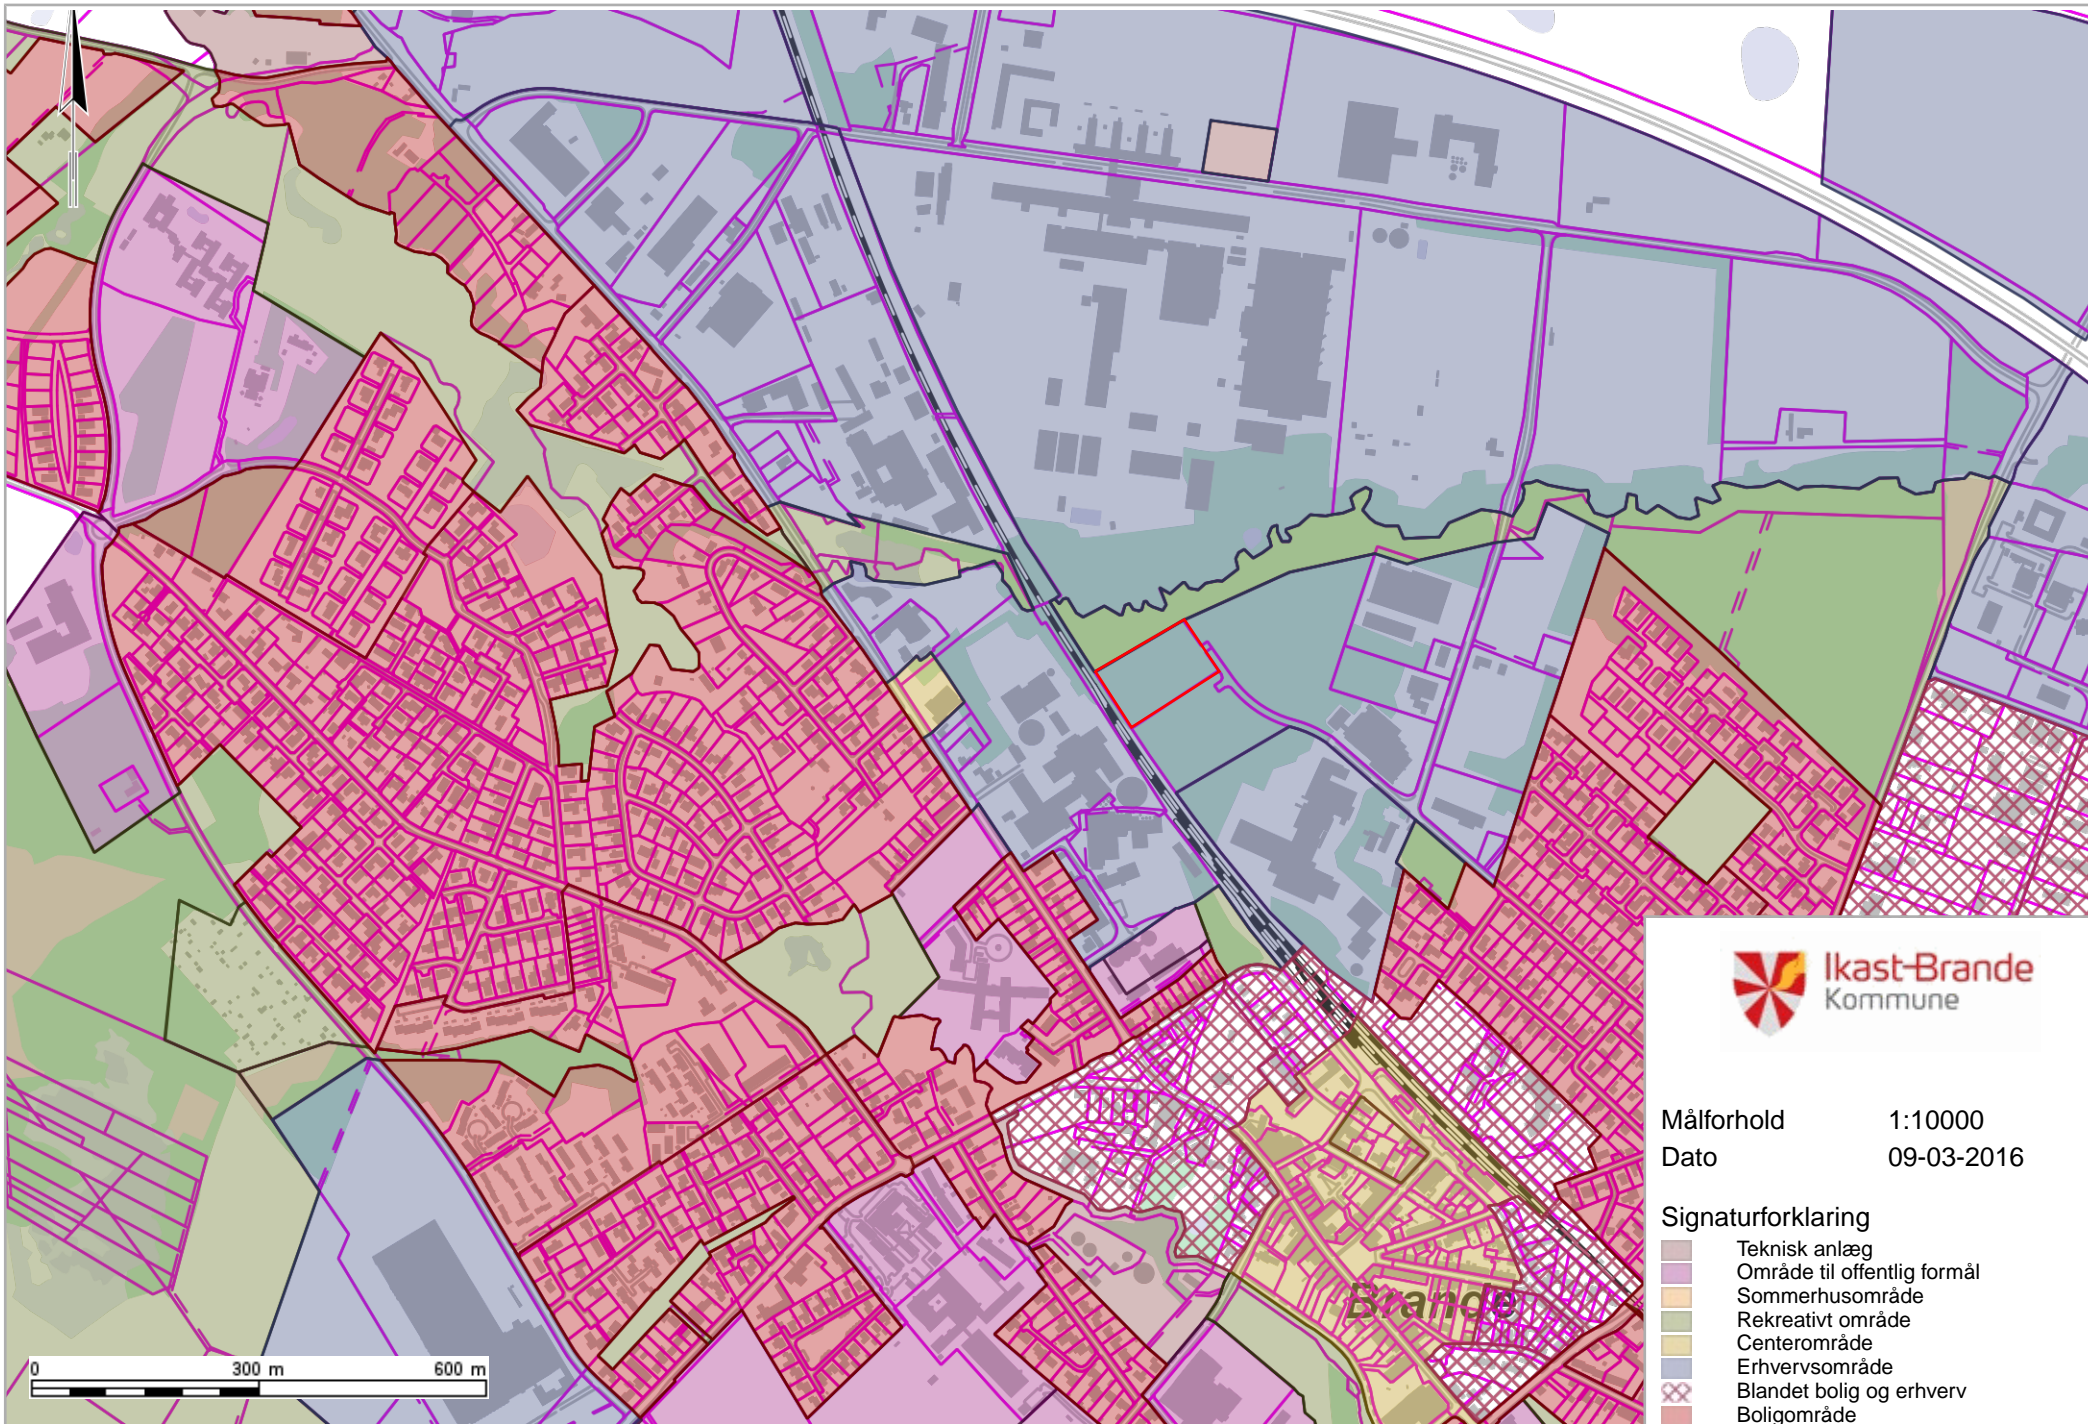 Ikast-Brande
Kommune
Målforhold 1:10000
Dato 09-03-2016
Signaturforklaring
Teknisk anlæg
Område til offentlig formål
Sommerhusområde
Rekreativt område
Centerområde
Erhvervsområde
Blandet bolig og erhverv
Boligområde
Brande
0 300 m 600 m